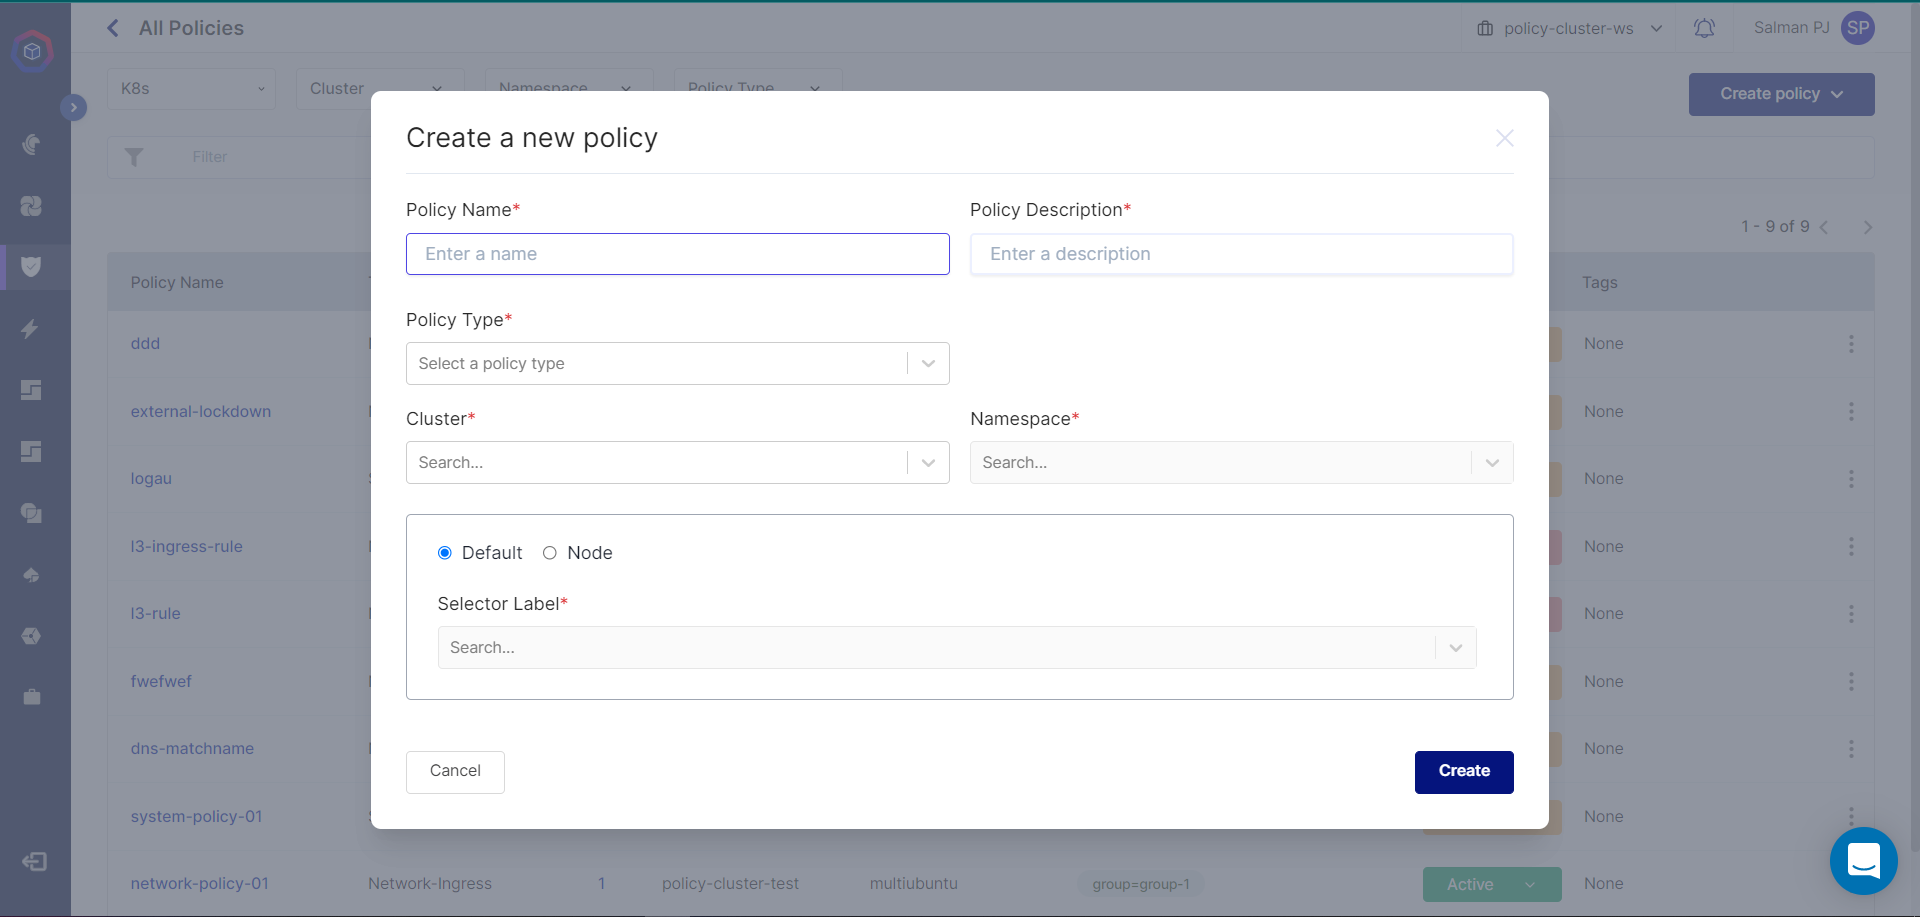 All Policies
policy-cluster-ws
Salman PJ
SP
K8s
Cluster
Namespace
Policy Type
Create policy
Filter
Create a new policy
Policy Name*
Policy Description*
Enter a name
Enter a description
Policy Type*
Select a policy type
Cluster*
Namespace*
Search...
Search...
Default
Node
Selector Label*
Search...
Cancel
Create
1 - 9 of 9
Policy Name
Tags
ddd
None
external-lockdown
None
logau
None
l3-ingress-rule
None
l3-rule
None
fwefwef
None
dns-matchname
None
system-policy-01
None
network-policy-01
Network-Ingress
1
policy-cluster-test
multiubuntu
group=group-1
Active
None